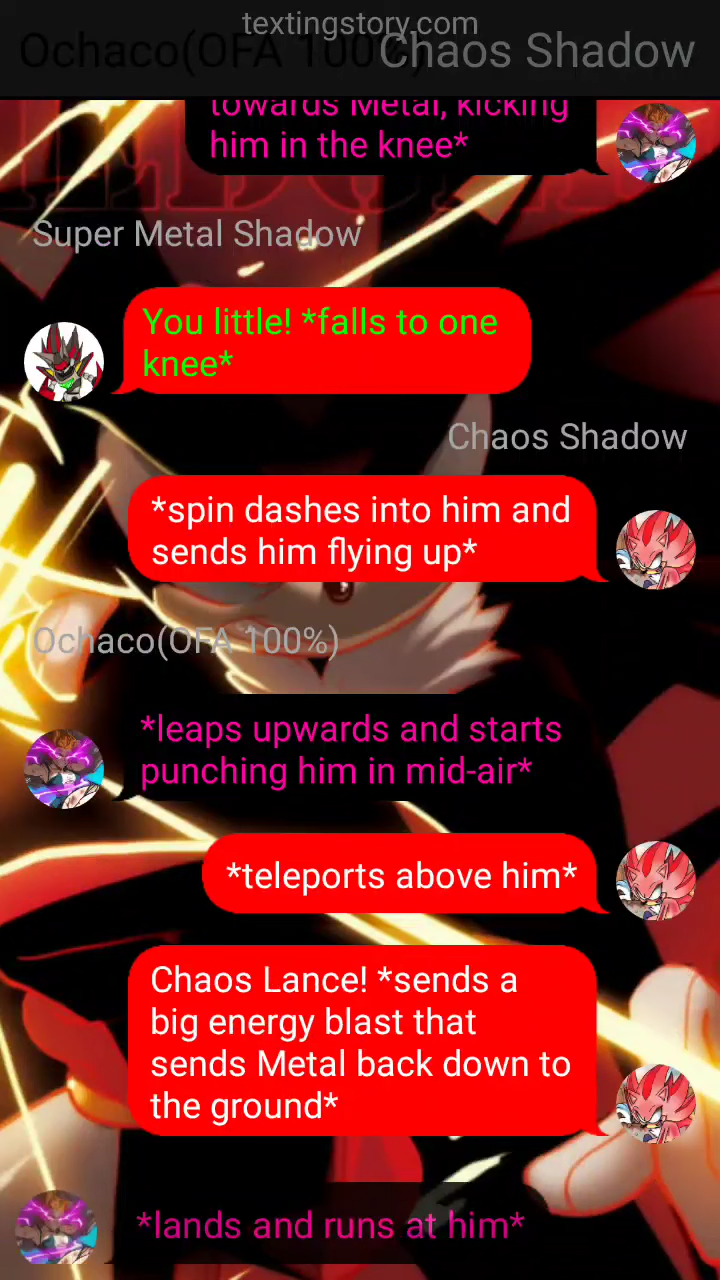 textingstory.com
Ochaco(OFA 100%)
Chaos Shadow
towards Metal, kicking
him in the knee*
Super Metal Shadow
You little! *falls to one
knee*
Chaos Shadow
*spin dashes into him and
sends him flying up*
Ochaco(OFA 100%)
*leaps upwards and starts
punching him in mid-air*
*teleports above him*
Chaos Lance! *sends a
big energy blast that
sends Metal back down to
the ground*
*lands and runs at him*